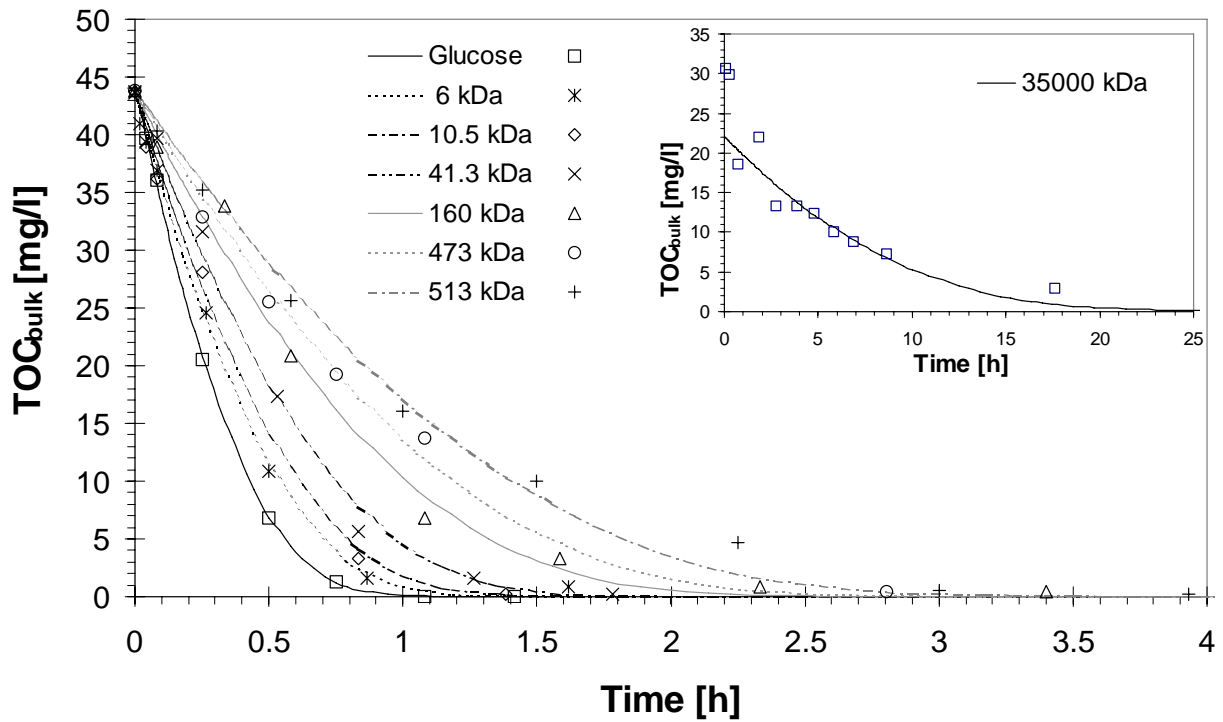 TOCbulk [mg/l]
50
45
40
35
30
25
20
15
10
5
0
0 0.5 1 1.5 2 2.5 3 3.5 4
Time [h]
Glucose
6 kDa
10.5 kDa
41.3 kDa
160 kDa
473 kDa
513 kDa
TOCbulk [mg/l]
35
30
25
20
15
10
5
0
0 5 10 15 20 25
Time [h]
35000 kDa